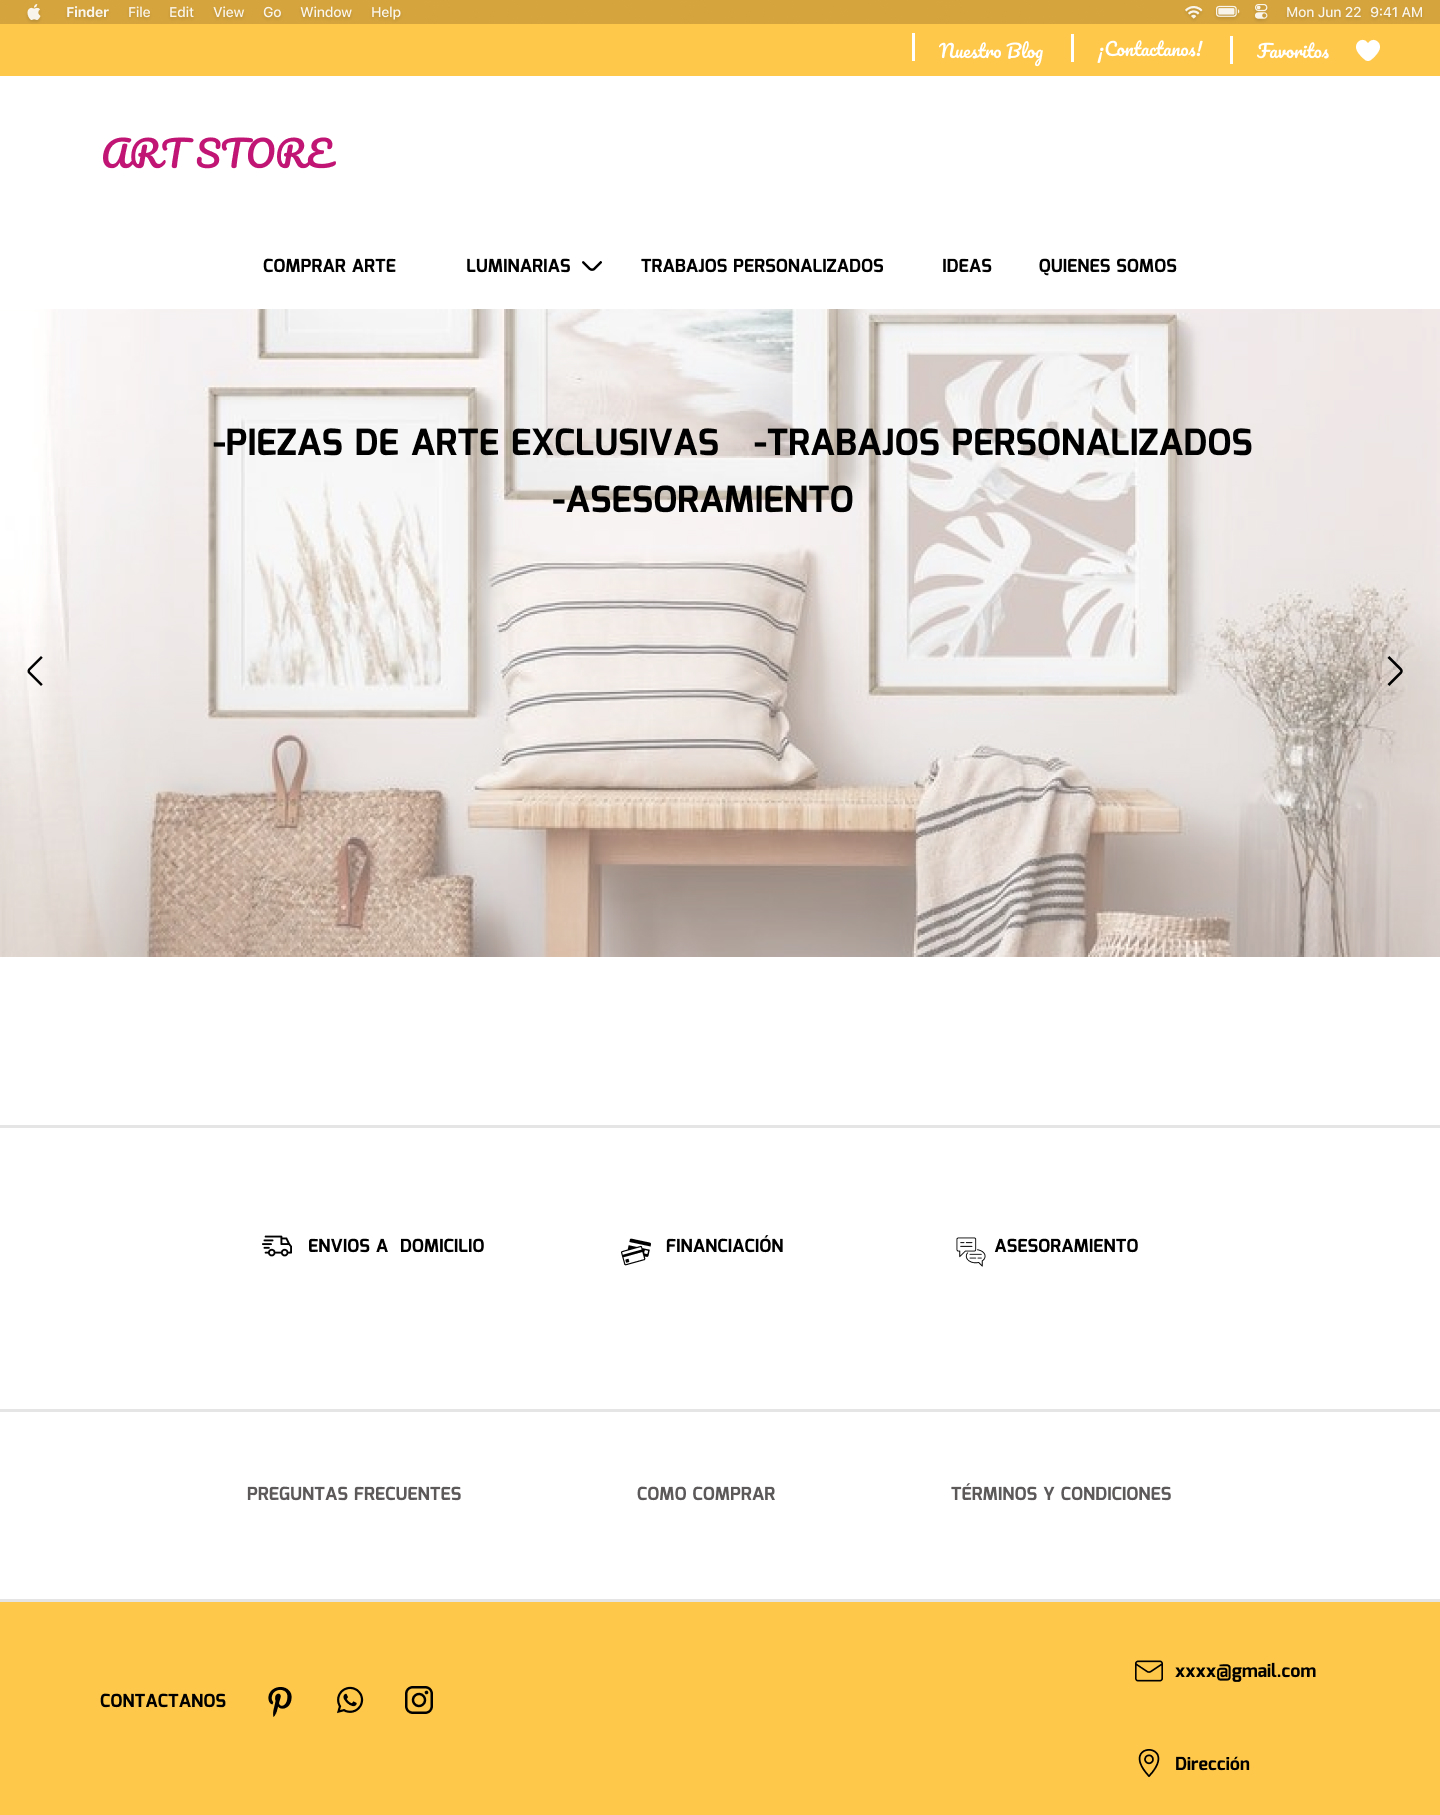 Finder File Edit View Go Window Help Mon Jun 22 9:41 AM
Nuestro Blog ¡Contactanos! Favoritos
ART STORE
COMPRAR ARTE LUMINARIAS TRABAJOS PERSONALIZADOS IDEAS QUIENES SOMOS
-PIEZAS DE ARTE EXCLUSIVAS -TRABAJOS PERSONALIZADOS
-ASESORAMIENTO
ENVIOS A DOMICILIO FINANCIACIÓN ASESORAMIENTO
PREGUNTAS FRECUENTES COMO COMPRAR TÉRMINOS Y CONDICIONES
xxxx@gmail.com
CONTACTANOS
Dirección